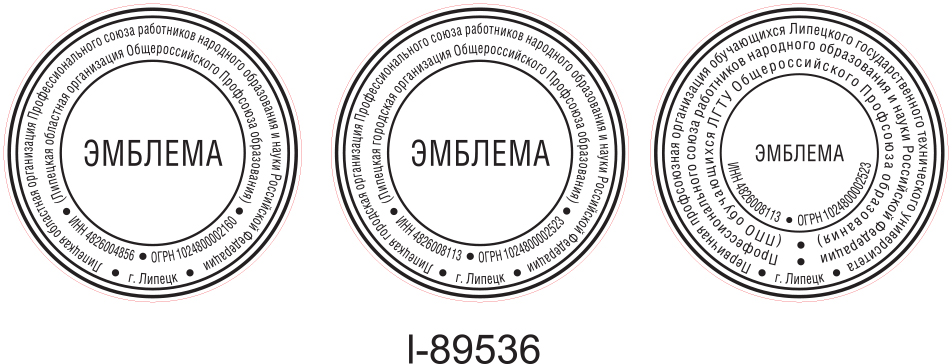 Липецкая областная организация Профессионального союза работников народного образования и науки Российской Федерации
• г. Липецк •
(Липецкая областная организация Общероссийского Профсоюза образования)
• ИНН 4826004856 • ОГРН 1024800002160 •
ЭМБЛЕМА
Липецкая городская организация Профессионального союза работников народного образования и науки Российской Федерации
• г. Липецк •
(Липецкая городская организация Общероссийского Профсоюза образования)
• ИНН 4826008113 • ОГРН 1024800002523 •
ЭМБЛЕМА
Первичная профсоюзная организация обучающихся Липецкого государственного технического университета
• г. Липецк •
Профессионального союза работников народного образования и науки Российской Федерации
(ППО обучающихся ЛГТУ Общероссийского Профсоюза образования)
ИНН 4826008113 • ОГРН 1024800002523
ЭМБЛЕМА
I-89536